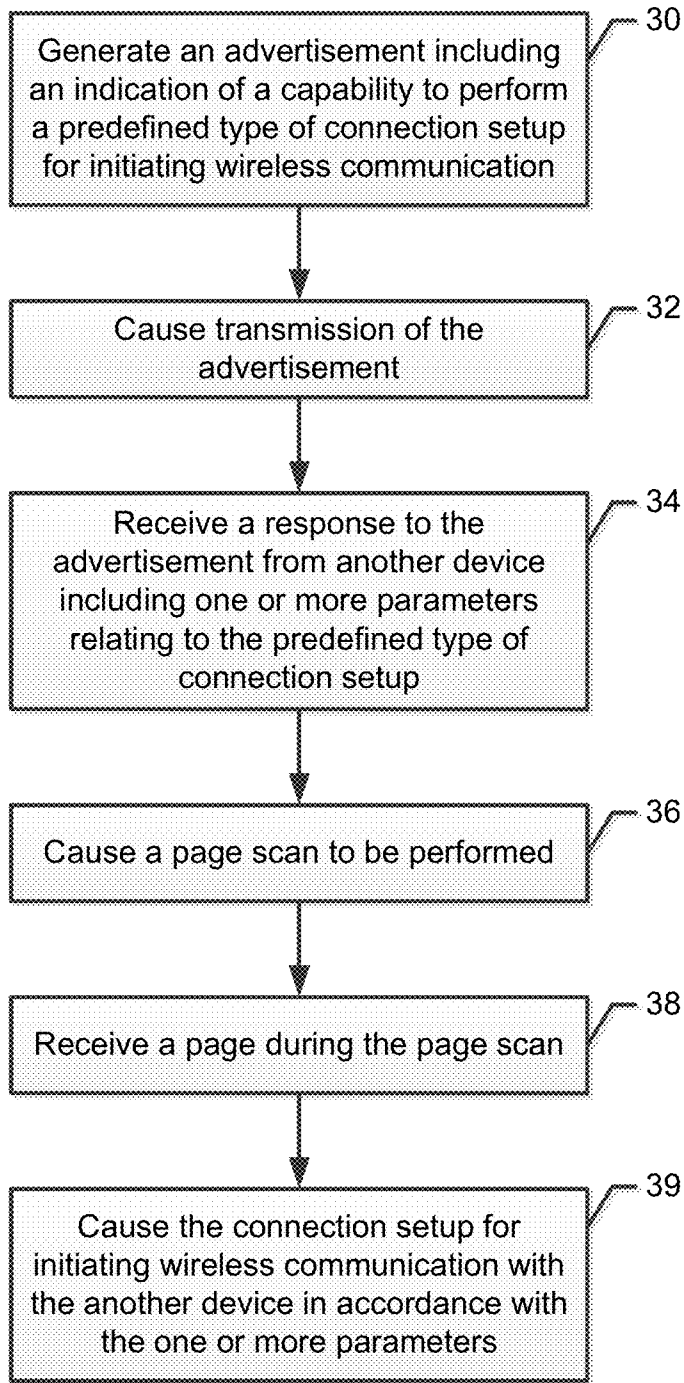 30
Generate an advertisement including
an indication of a capability to perform
a predefined type of connection setup
for initiating wireless communication
32
Cause transmission of the
advertisement
34
Receive a response to the
advertisement from another device
including one or more parameters
relating to the predefined type of
connection setup
36
Cause a page scan to be performed
38
Receive a page during the page scan
39
Cause the connection setup for
initiating wireless communication with
the another device in accordance with
the one or more parameters